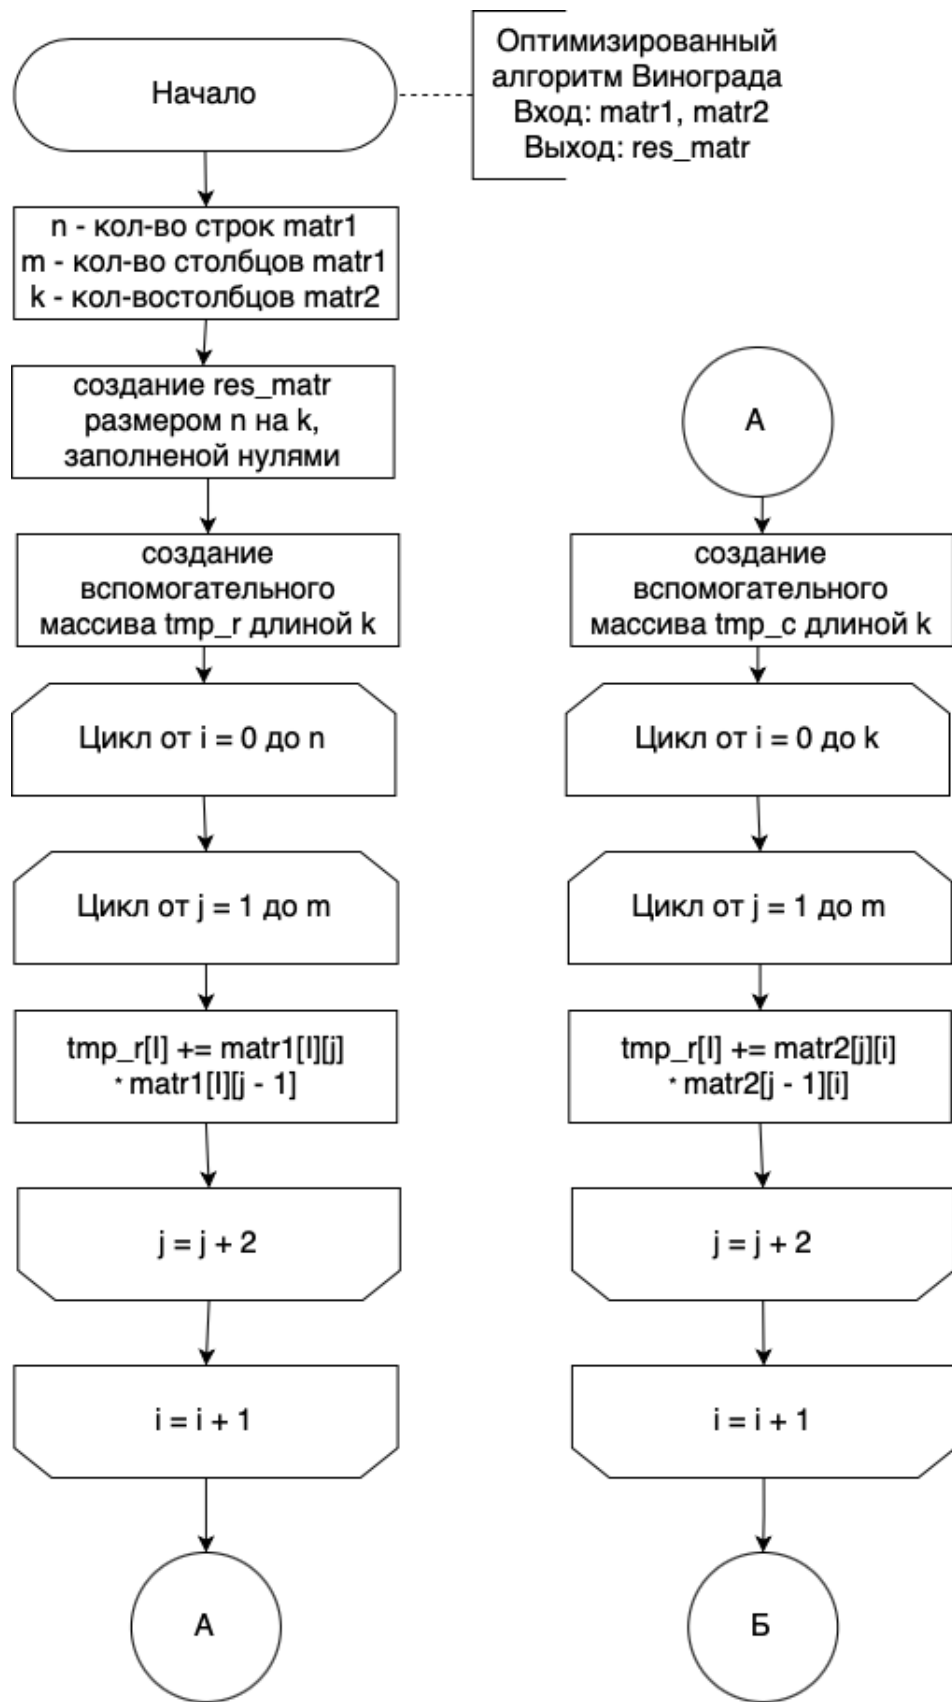 Начало
Оптимизированный
алгоритм Винограда
Вход: matr1, matr2
Выход: res_matr
n - кол-во строк matr1
m - кол-во столбцов matr1
k - кол-востолбцов matr2
создание res_matr
размером n на k,
заполненой нулями
создание
вспомогательного
массива tmp_r длиной k
Цикл от i = 0 до n
Цикл от j = 1 до m
tmp_r[I] += matr1[I][j]
* matr1[I][j - 1]
j = j + 2
i = i + 1
А
А
создание
вспомогательного
массива tmp_c длиной k
Цикл от i = 0 до k
Цикл от j = 1 до m
tmp_r[I] += matr2[j][i]
* matr2[j - 1][i]
j = j + 2
i = i + 1
Б